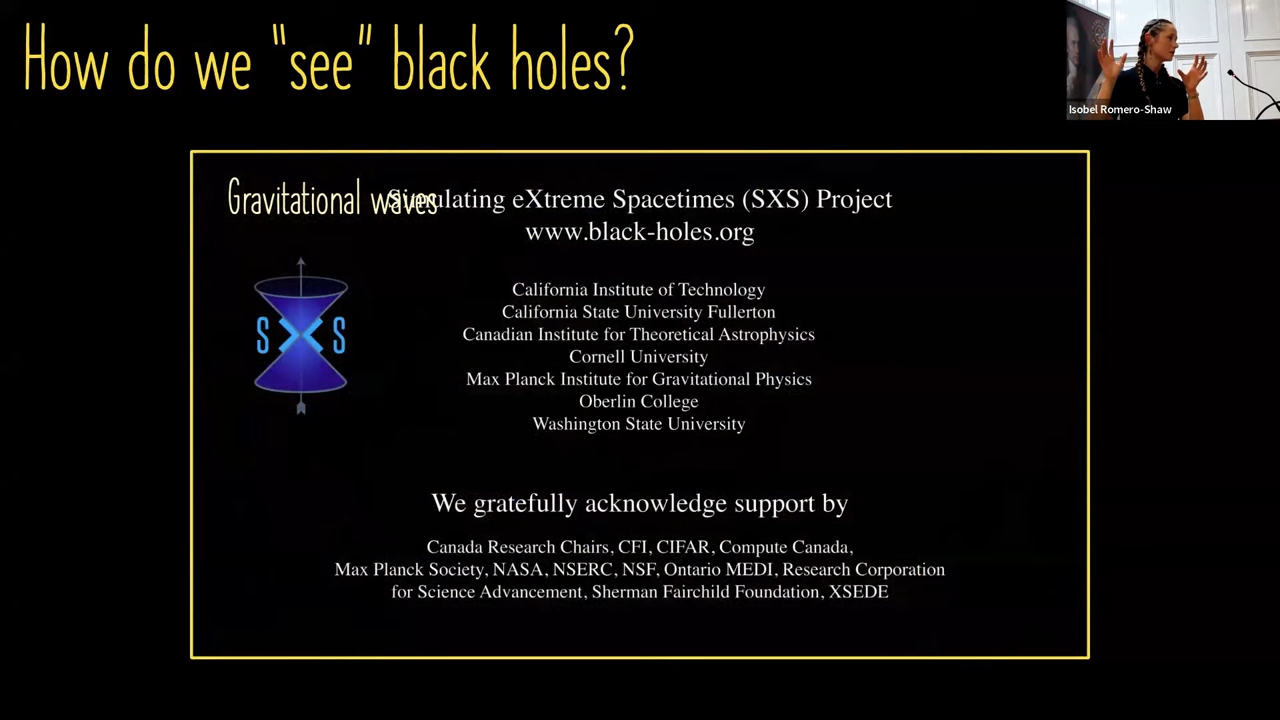 How do we "see" black holes?
Isobel Romero-Shaw
Gravitational waves
Simulating eXtreme Spacetimes (SXS) Project
www.black-holes.org
SXS
California Institute of Technology
California State University Fullerton
Canadian Institute for Theoretical Astrophysics
Cornell University
Max Planck Institute for Gravitational Physics
Oberlin College
Washington State University
We gratefully acknowledge support by
Canada Research Chairs, CFI, CIFAR, Compute Canada,
Max Planck Society, NASA, NSERC, NSF, Ontario MEDI, Research Corporation
for Science Advancement, Sherman Fairchild Foundation, XSEDE